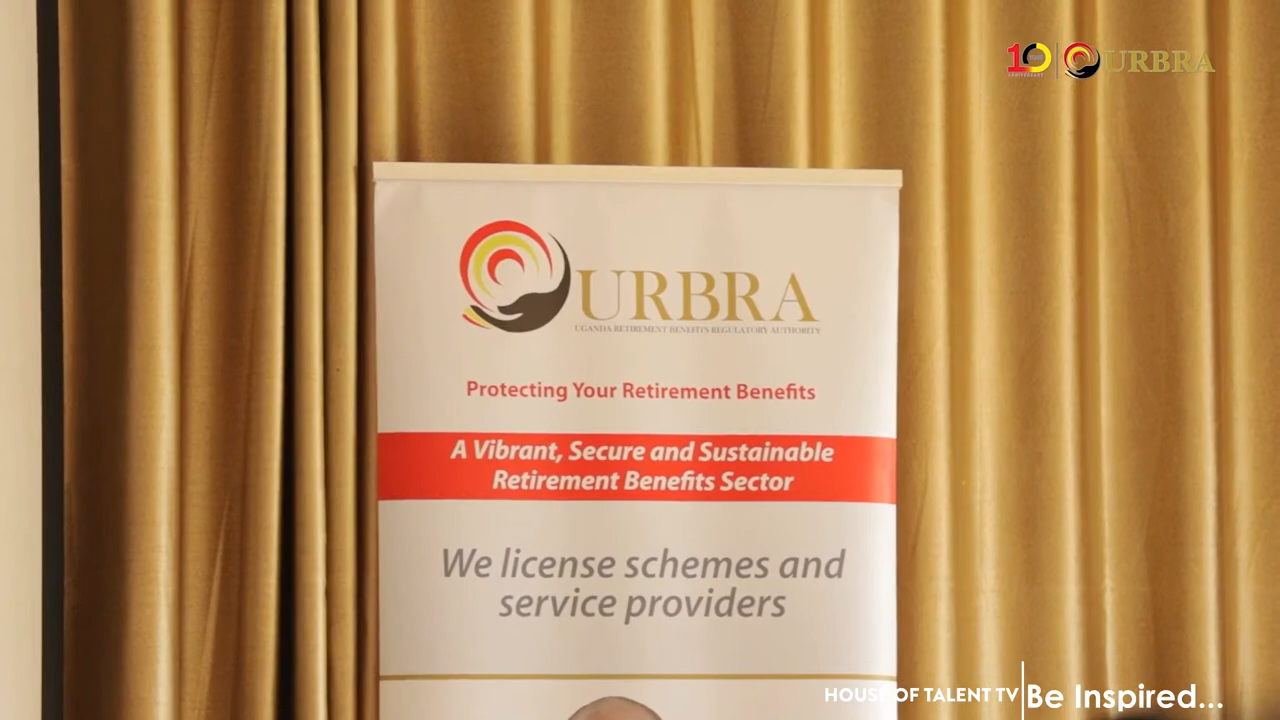 10
ANNIVERSARY
URBRA
URBRA
UGANDA RETIREMENT BENEFITS REGULATORY AUTHORITY
Protecting Your Retirement Benefits
A Vibrant, Secure and Sustainable
Retirement Benefits Sector
We license schemes and
service providers
HOUSE OF TALENT TV
Be Inspired...